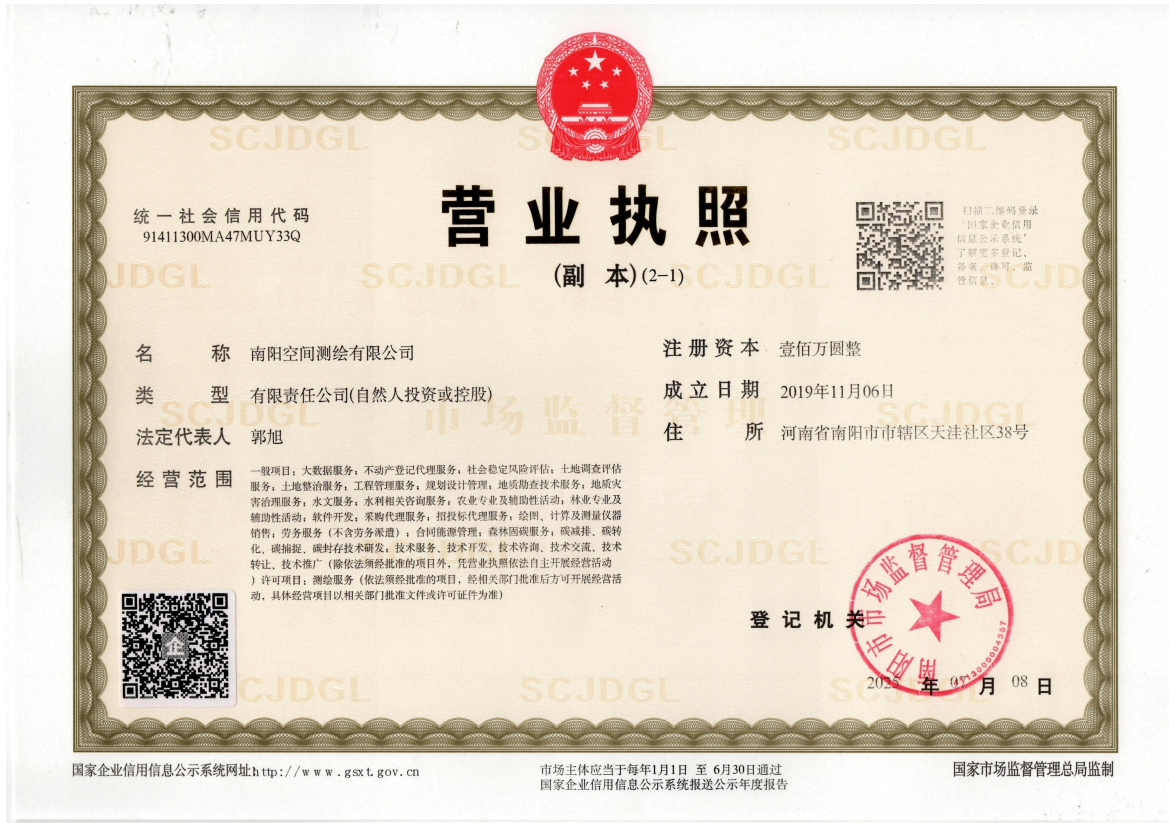 营业执照
(副 本)(2-1)
统一社会信用代码
91411300MA47MUY33Q
扫描二维码登录
"国家企业信用
信息公示系统"
了解更多登记、
备案、许可、监
管信息。
名 称 南阳空间测绘有限公司
类 型 有限责任公司(自然人投资或控股)
法定代表人 郭旭
经营范围 一般项目：大数据服务；不动产登记代理服务；社会稳定风险评估；土地调查评估
服务；土地整治服务；工程管理服务；规划设计管理；地质勘查技术服务；地质灾
害治理服务；水文服务；水利相关咨询服务；农业专业及辅助性活动；林业专业及
辅助性活动；软件开发；采购代理服务；招投标代理服务；绘图、计算及测量仪器
销售；劳务服务（不含劳务派遣）；合同能源管理；森林固碳服务；碳减排、碳转
化、碳捕捉、碳封存技术研发；技术服务、技术开发、技术咨询、技术交流、技术
转让、技术推广（除依法须经批准的项目外，凭营业执照依法自主开展经营活动
）许可项目：测绘服务（依法须经批准的项目，经相关部门批准后方可开展经营活
动，具体经营项目以相关部门批准文件或许可证件为准）
注册资本 壹佰万圆整
成立日期 2019年11月06日
住 所 河南省南阳市市辖区天洼社区38号
企
登记机关
南阳市市场监督管理局
2025 年 月 08 日
国家企业信用信息公示系统网址http://www.gsxt.gov.cn
市场主体应当于每年1月1日 至 6月30日通过
国家企业信用信息公示系统报送公示年度报告
国家市场监督管理总局监制
SCJDGL
市场监督管理